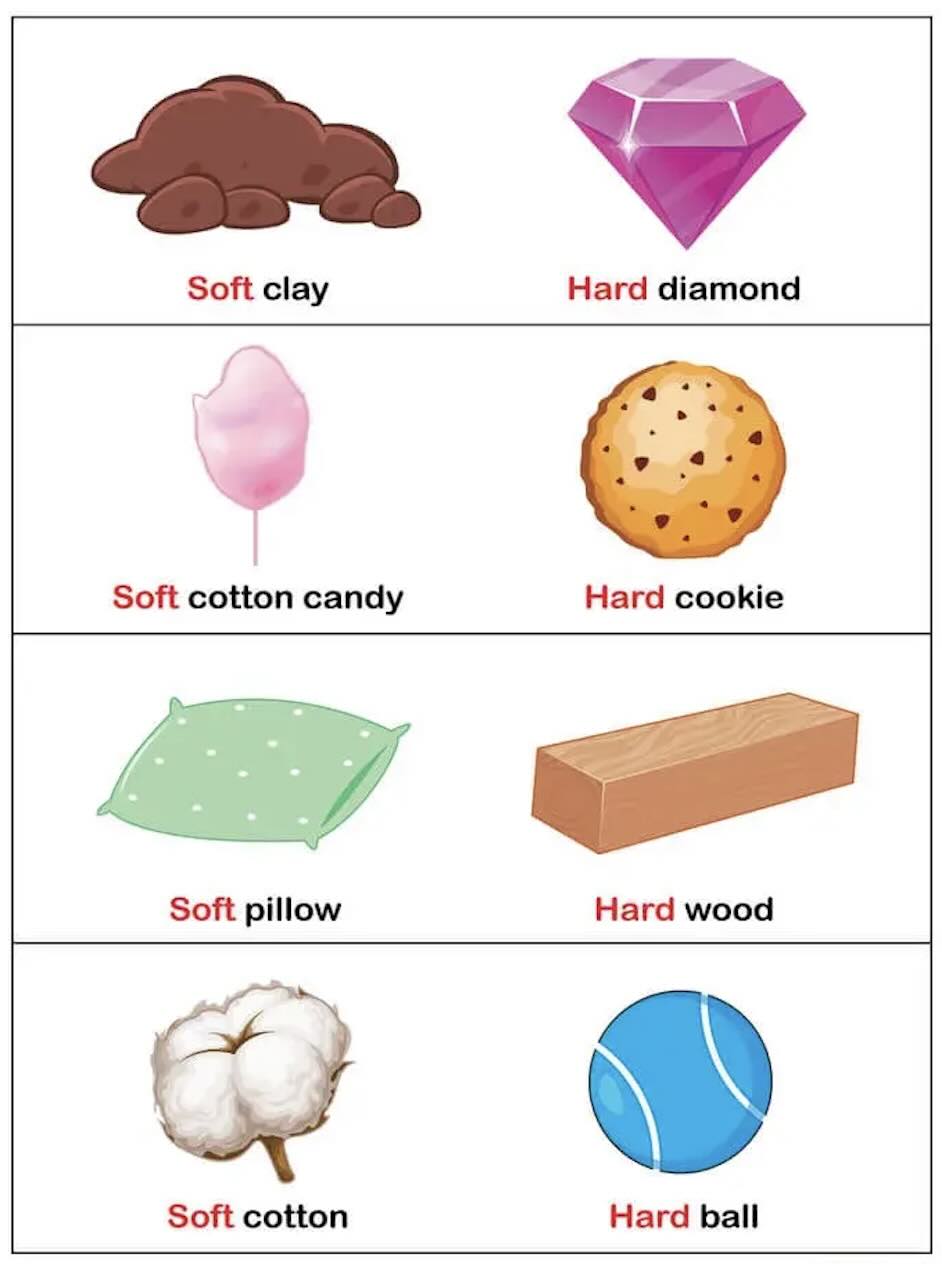 Soft clay
Hard diamond
Soft cotton candy
Hard cookie
Soft pillow
Hard wood
Soft cotton
Hard ball